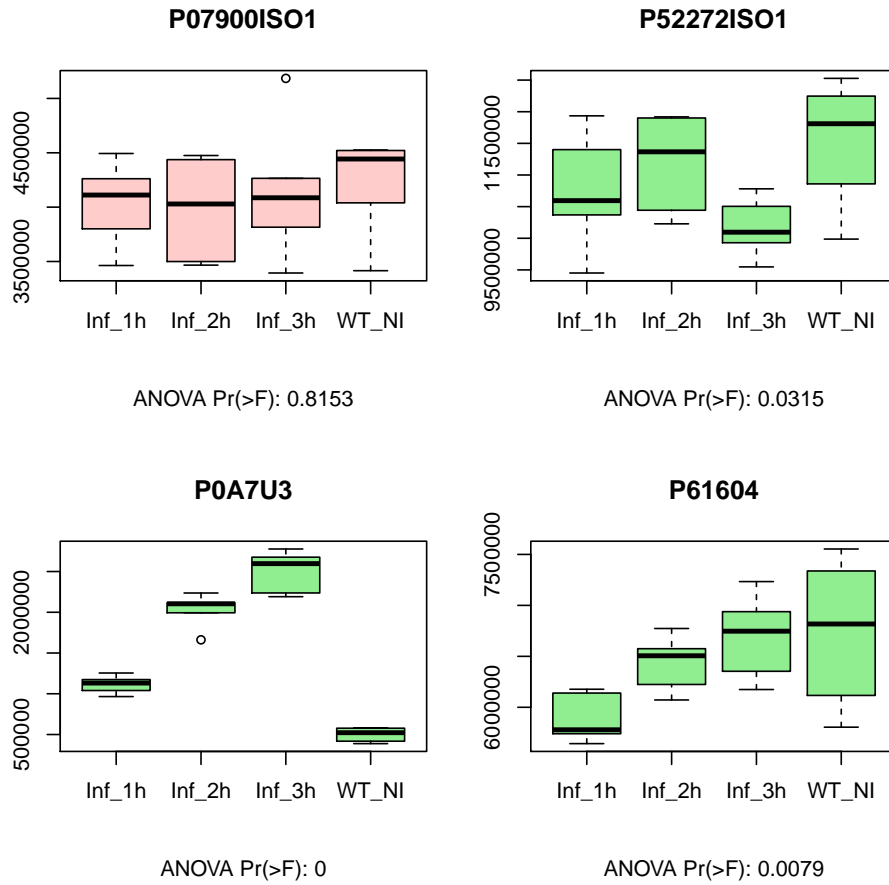 P07900ISO1
P52272ISO1
3500000
4500000
Inf_1h
Inf_2h
Inf_3h
WT_NI
ANOVA Pr(>F): 0.8153
9500000
11500000
Inf_1h
Inf_2h
Inf_3h
WT_NI
ANOVA Pr(>F): 0.0315
P0A7U3
P61604
500000
2000000
Inf_1h
Inf_2h
Inf_3h
WT_NI
ANOVA Pr(>F): 0
6000000
7500000
Inf_1h
Inf_2h
Inf_3h
WT_NI
ANOVA Pr(>F): 0.0079